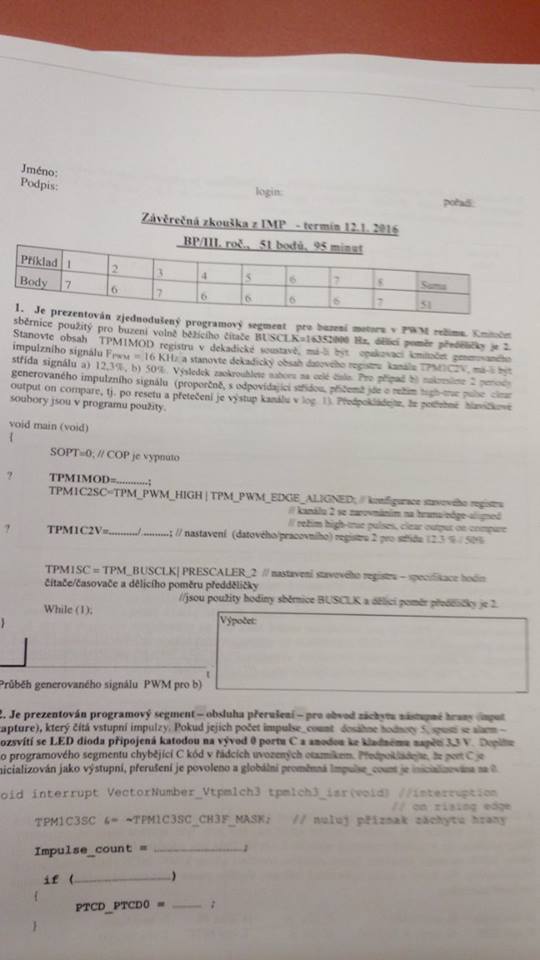 Jméno:
Podpis:
login:
pořadí:
Závěrečná zkouška z IMP - termín 12.1. 2016
BP/III. roč., 51 bodů, 95 minut
Příklad 1 2 3 4 5 6 7 8 Suma
Body 7 6 7 6 6 6 6 7 51
1. Je prezentován zjednodušený programový segment pro buzení motoru v PWM režimu. Kmitočet
sběrnice použitý pro buzení volně běžícího čítače BUSCLK=16352000 Hz, dělící poměr předděličky je 2.
Stanovte obsah TPM1MOD registru v dekadické soustavě, má-li být opakovací kmitočet generovaného
impulzního signálu FPWM = 16 KHz a stanovte dekadický obsah datového registru kanálu TPM1C2V, má-li být
střída signálu a) 12,3%, b) 50%. Výsledek zaokrouhlete nahoru na celé číslo. Pro případ b) nakreslete 2 periody
generovaného impulzního signálu (proporčně, s odpovídající střídou, přičemž jde o režim high-true pulse clear
output on compare, tj. po resetu a přetečení je výstup kanálu v log. 1). Předpokládejte, že potřebné hlavičkové
soubory jsou v programu použity.
void main (void)
{
SOPT=0; // COP je vypnuto
? TPM1MOD=...........;
TPM1C2SC=TPM_PWM_HIGH | TPM_PWM_EDGE_ALIGNED; // konfigurace stavového registru
// kanálu 2 se zarovnáním na hranu/edge-aligned
// režim high-true pulses, clear output on compare
? TPM1C2V=........../..........; // nastavení (datového/pracovního) registru 2 pro střídu 12.3 % / 50%
TPM1SC = TPM_BUSCLK| PRESCALER_2 // nastavení stavového registru – specifikace hodin
čítače/časovače a dělícího poměru předděličky
//jsou použity hodiny sběrnice BUSCLK a dělící poměr předděličky je 2.
While (1);
}
Výpočet:
t
Průběh generovaného signálu PWM pro b)
2. Je prezentován programový segment – obsluha přerušení – pro obvod záchytu nástupné hrany (input
capture), který čítá vstupní impulzy. Pokud jejich počet impulse_count dosáhne hodnoty 5, spustí se alarm –
rozsvítí se LED dioda připojená katodou na vývod 0 portu C a anodou ke kladnému napětí 3,3 V. Doplňte
do programového segmentu chybějící C kód v řádcích uvozených otazníkem. Předpokládejte, že port C je
inicializován jako výstupní, přerušení je povoleno a globální proměnná Impulse_count je inicializována na 0.
void interrupt VectorNumber_Vtpm1ch3 tpm1ch3_isr(void) //interruption
// on rising edge
TPM1C3SC &= ~TPM1C3SC_CH3F_MASK; // nuluj příznak záchytu hrany
Impulse_count = ........................;
if (..........................)
{
PTCD_PTCD0 = ....... ;
}